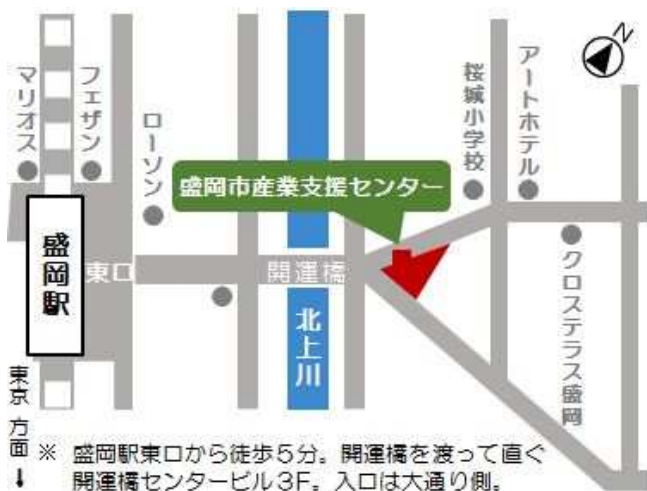 マリオス
フェザン
ローソン
桜城小学校
アートホテル
N
盛岡市産業支援センター
盛岡駅
東口
開運橋
北上川
クロステラス盛岡
東京方面↓
※ 盛岡駅東口から徒歩5分。開運橋を渡って直ぐ
開運橋センタービル3F。入口は大通り側。